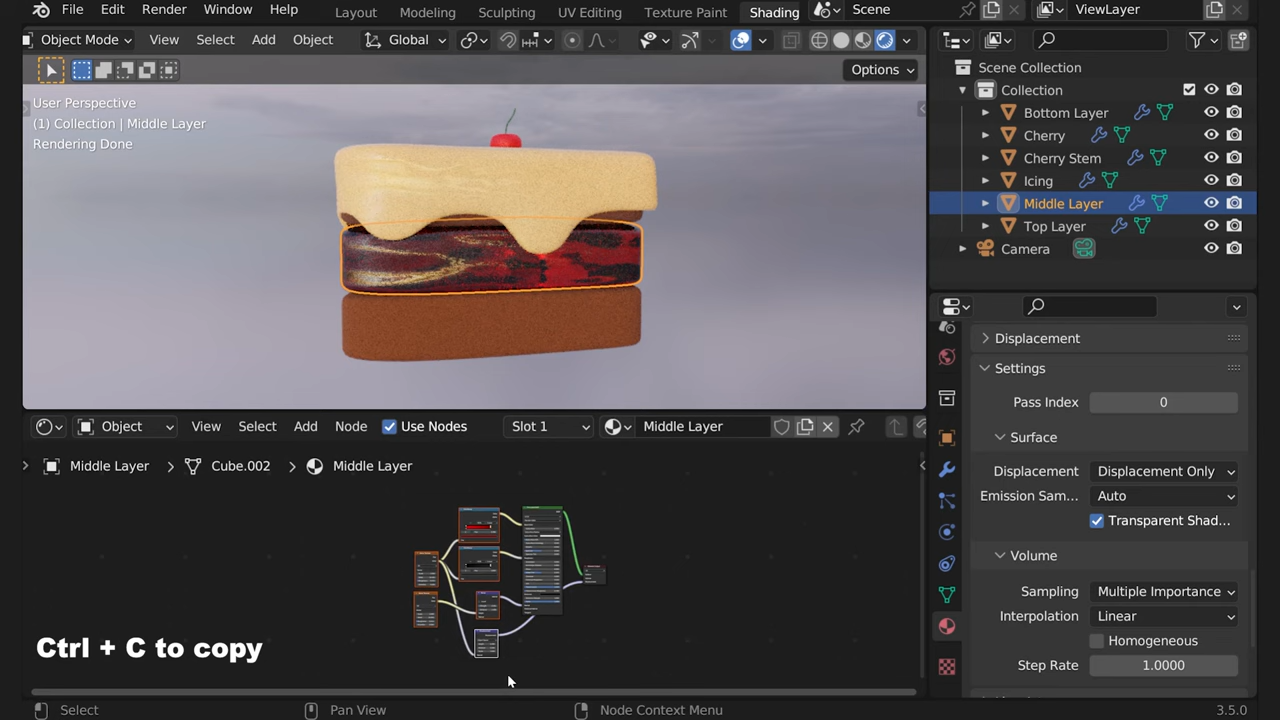 File Edit Render Window Help Layout Modeling Sculpting UV Editing Texture Paint Shading Scene ViewLayer
Object Mode View Select Add Object Global
Options
User Perspective
(1) Collection | Middle Layer
Rendering Done
Scene Collection
Collection
Bottom Layer
Cherry
Cherry Stem
Icing
Middle Layer
Top Layer
Camera
Displacement
Settings
Pass Index 0
Surface
Displacement Displacement Only
Emission Sam... Auto
Transparent Shad...
Volume
Sampling Multiple Importance
Interpolation Linear
Homogeneous
Step Rate 1.0000
Object View Select Add Node Use Nodes Slot 1 Middle Layer
Middle Layer Cube.002 Middle Layer
Ctrl + C to copy
Select Pan View Node Context Menu 3.5.0